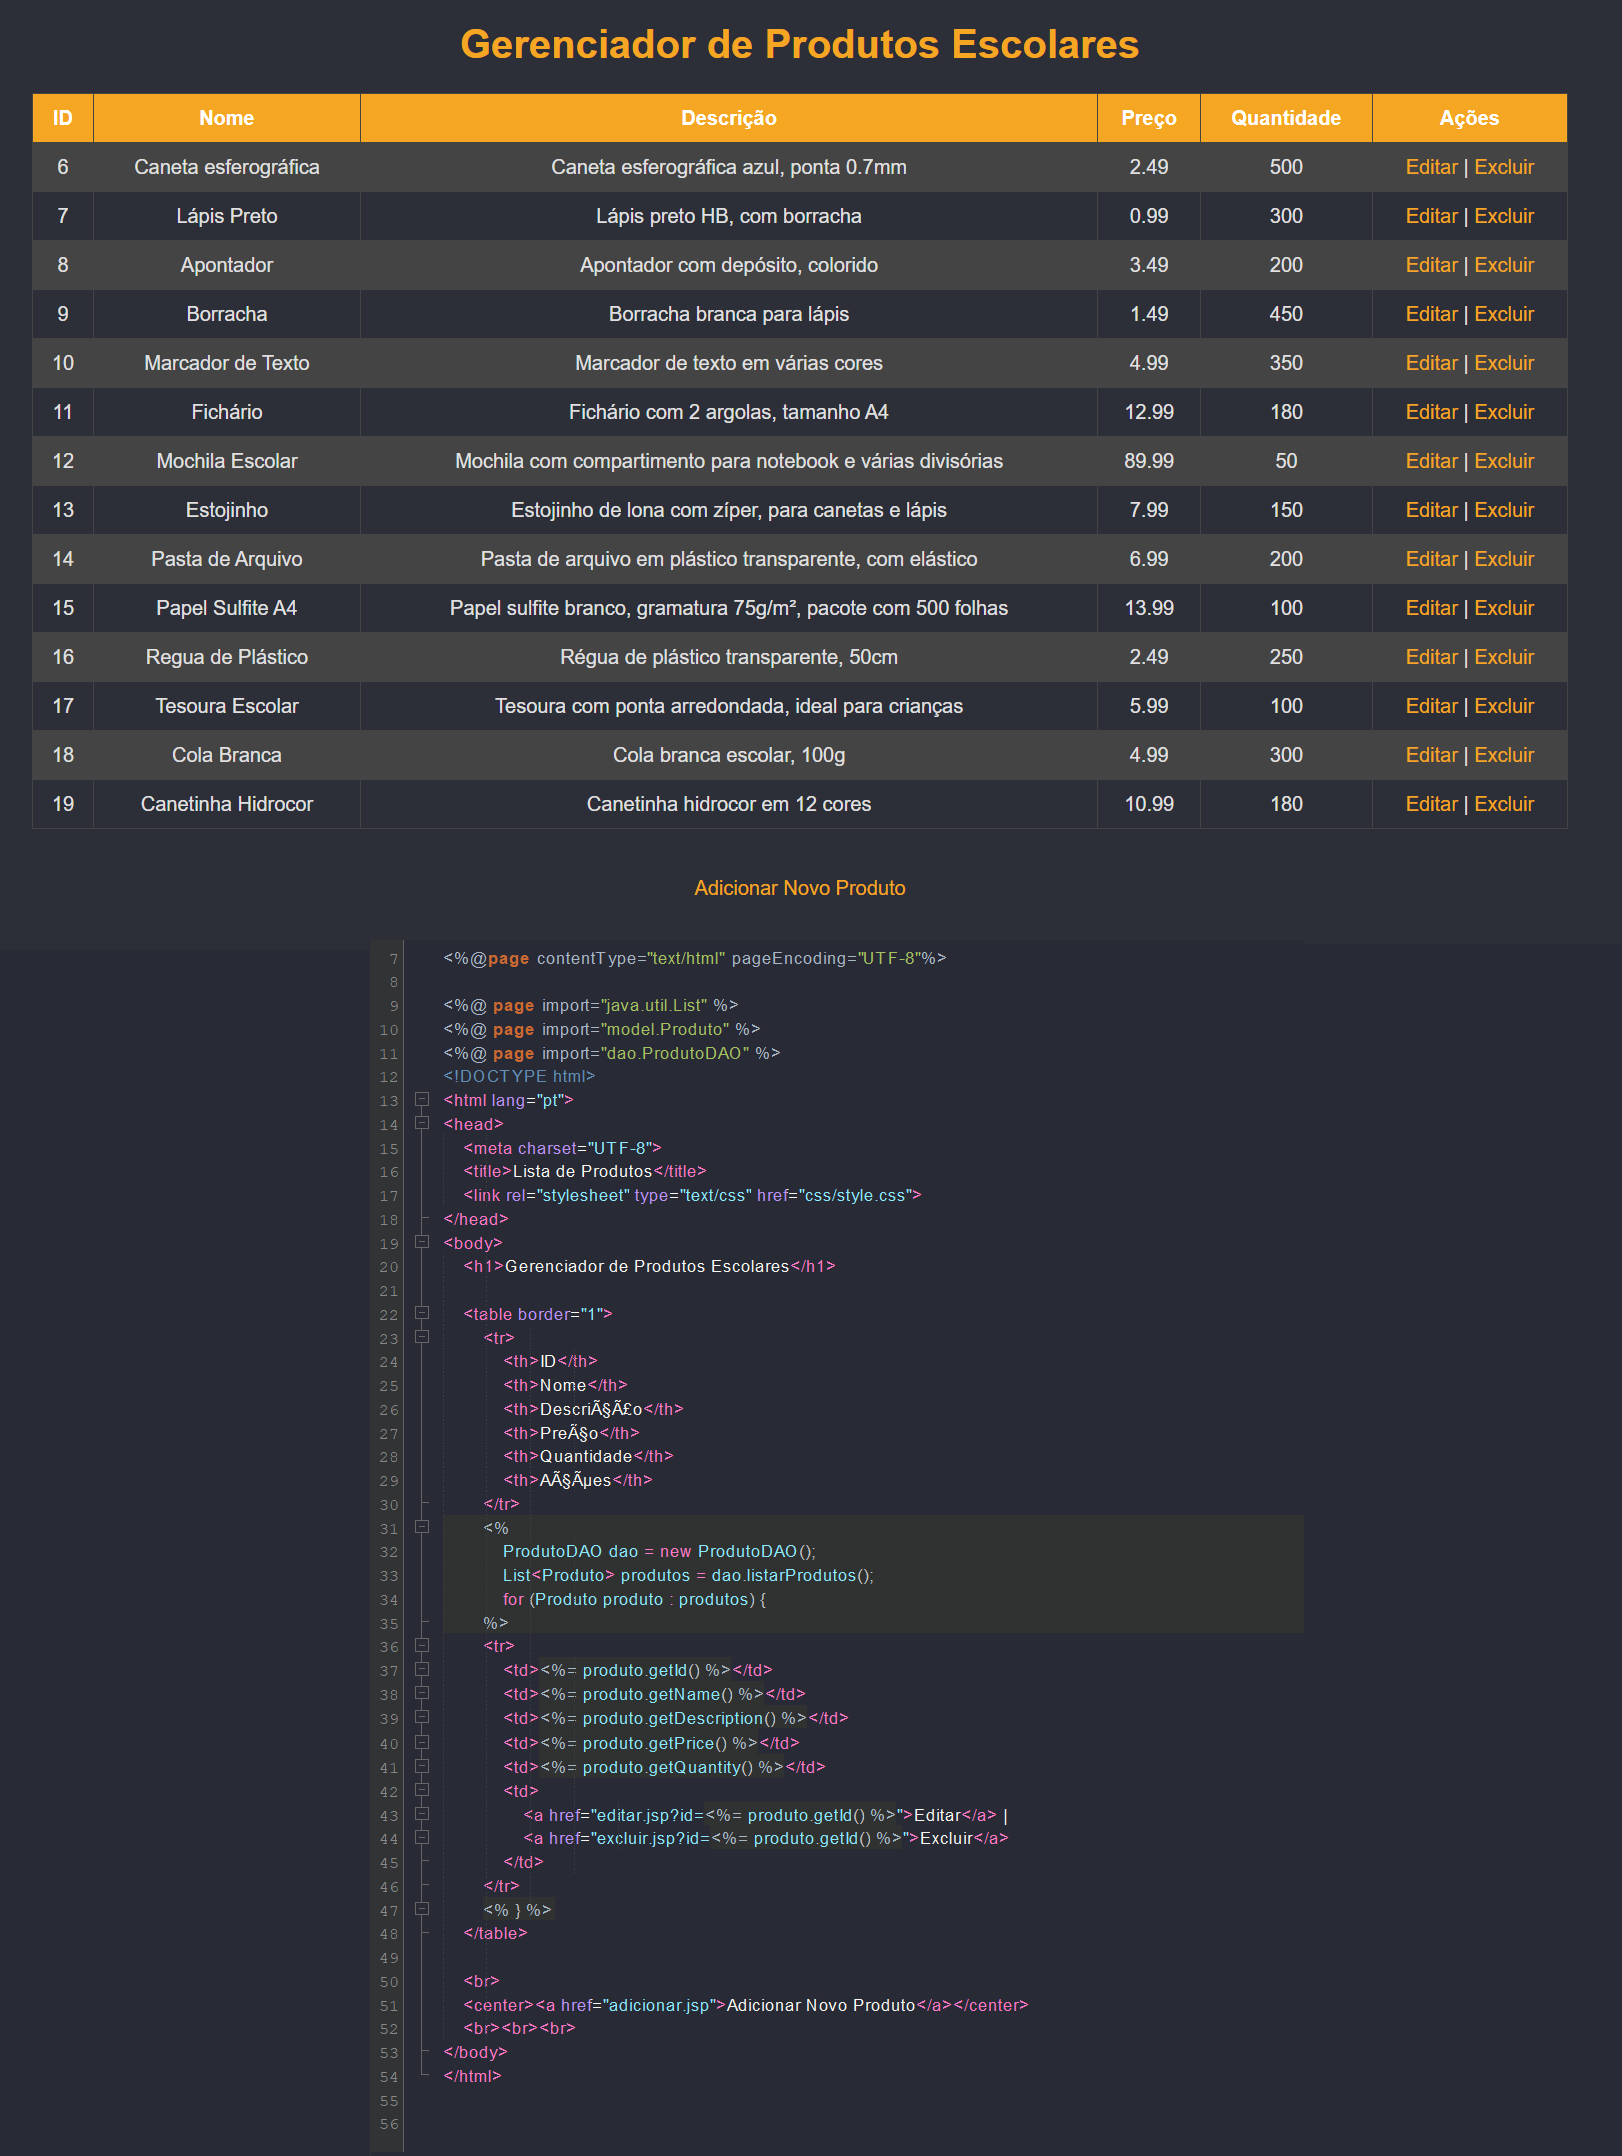 Gerenciador de Produtos Escolares
ID Nome Descrição Preço Quantidade Ações
6 Caneta esferográfica Caneta esferográfica azul, ponta 0.7mm 2.49 500 Editar | Excluir
7 Lápis Preto Lápis preto HB, com borracha 0.99 300 Editar | Excluir
8 Apontador Apontador com depósito, colorido 3.49 200 Editar | Excluir
9 Borracha Borracha branca para lápis 1.49 450 Editar | Excluir
10 Marcador de Texto Marcador de texto em várias cores 4.99 350 Editar | Excluir
11 Fichário Fichário com 2 argolas, tamanho A4 12.99 180 Editar | Excluir
12 Mochila Escolar Mochila com compartimento para notebook e várias divisórias 89.99 50 Editar | Excluir
13 Estojinho Estojinho de lona com zíper, para canetas e lápis 7.99 150 Editar | Excluir
14 Pasta de Arquivo Pasta de arquivo em plástico transparente, com elástico 6.99 200 Editar | Excluir
15 Papel Sulfite A4 Papel sulfite branco, gramatura 75g/m², pacote com 500 folhas 13.99 100 Editar | Excluir
16 Regua de Plástico Régua de plástico transparente, 50cm 2.49 250 Editar | Excluir
17 Tesoura Escolar Tesoura com ponta arredondada, ideal para crianças 5.99 100 Editar | Excluir
18 Cola Branca Cola branca escolar, 100g 4.99 300 Editar | Excluir
19 Canetinha Hidrocor Canetinha hidrocor em 12 cores 10.99 180 Editar | Excluir
Adicionar Novo Produto
7 <%@page contentType="text/html" pageEncoding="UTF-8"%>
8
9 <%@ page import="java.util.List" %>
10 <%@ page import="model.Produto" %>
11 <%@ page import="dao.ProdutoDAO" %>
12 <!DOCTYPE html>
13 <html lang="pt">
14 <head>
15 <meta charset="UTF-8">
16 <title>Lista de Produtos</title>
17 <link rel="stylesheet" type="text/css" href="css/style.css">
18 </head>
19 <body>
20 <h1>Gerenciador de Produtos Escolares</h1>
21
22 <table border="1">
23 <tr>
24 <th>ID</th>
25 <th>Nome</th>
26 <th>DescriÃ§Ã£o</th>
27 <th>PreÃ§o</th>
28 <th>Quantidade</th>
29 <th>AÃ§Ãµes</th>
30 </tr>
31 <%
32 ProdutoDAO dao = new ProdutoDAO();
33 List<Produto> produtos = dao.listarProdutos();
34 for (Produto produto : produtos) {
35 %>
36 <tr>
37 <td><%= produto.getId() %></td>
38 <td><%= produto.getName() %></td>
39 <td><%= produto.getDescription() %></td>
40 <td><%= produto.getPrice() %></td>
41 <td><%= produto.getQuantity() %></td>
42 <td>
43 <a href="editar.jsp?id=<%= produto.getId() %>">Editar</a> |
44 <a href="excluir.jsp?id=<%= produto.getId() %>">Excluir</a>
45 </td>
46 </tr>
47 <% } %>
48 </table>
49
50 <br>
51 <center><a href="adicionar.jsp">Adicionar Novo Produto</a></center>
52 <br><br><br>
53 </body>
54 </html>
55
56